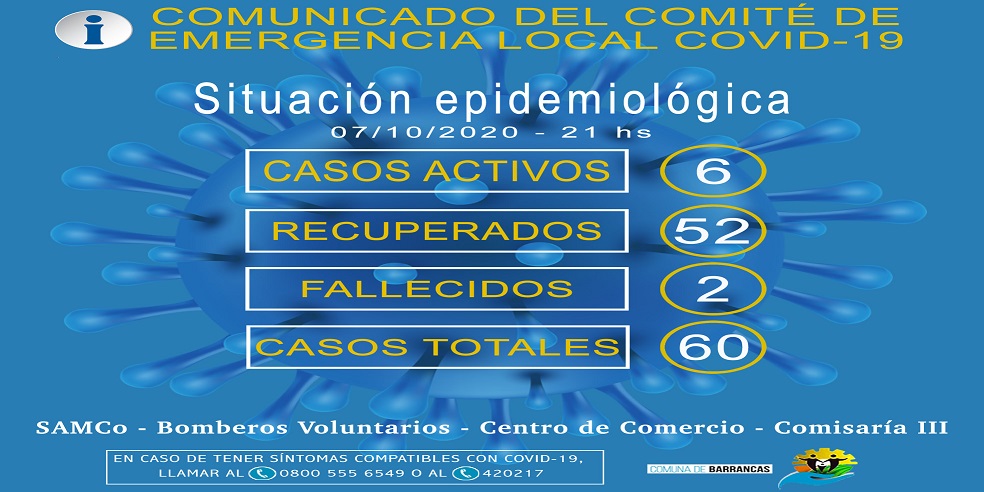 COMUNICADO DEL COMITÉ DE
EMERGENCIA LOCAL COVID-19
Situación epidemiológica
07/10/2020 - 21 hs
CASOS ACTIVOS 6
RECUPERADOS 52
FALLECIDOS 2
CASOS TOTALES 60
SAMCo - Bomberos Voluntarios - Centro de Comercio - Comisaría III
EN CASO DE TENER SÍNTOMAS COMPATIBLES CON COVID-19,
LLAMAR AL 0800 555 6549 O AL 420217
COMUNA DE BARRANCAS